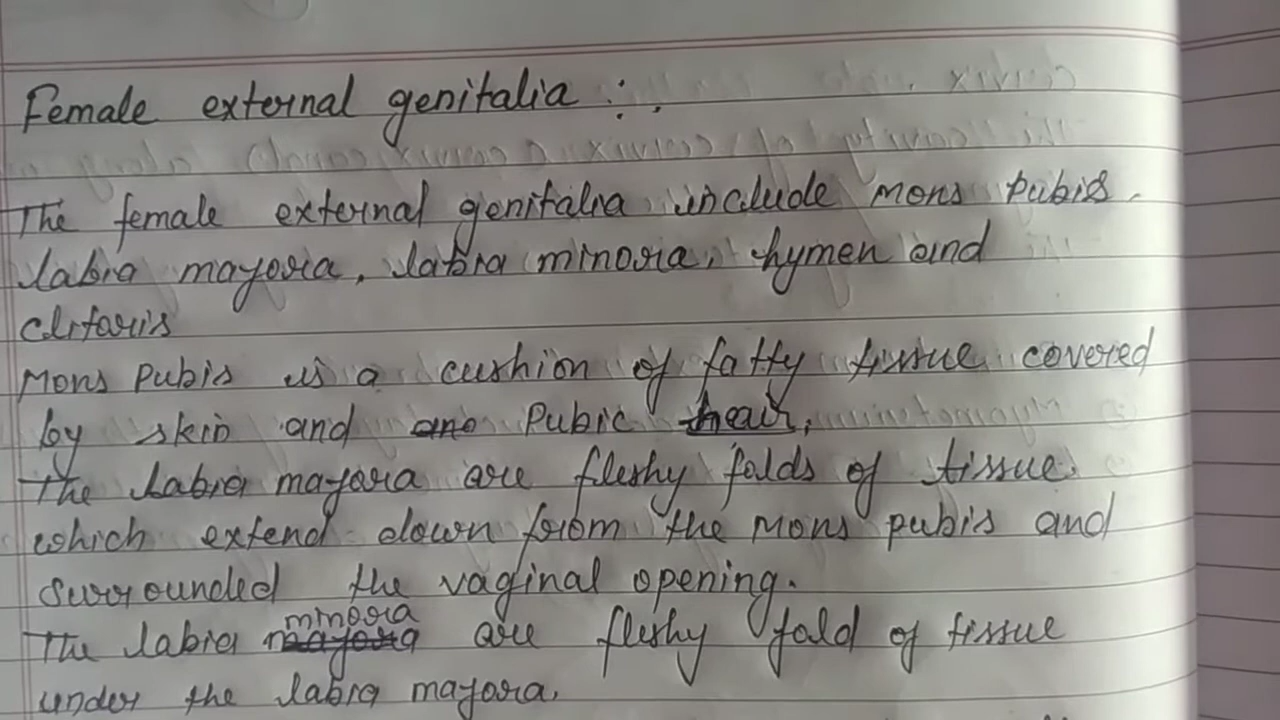 Female external genitalia :.
The female external genitalia include mons pubis.
labia mayora, labia minora, hymen and
clitoris
Mons Pubis is a cushion of fatty tissue covered
by skin and Pubic hair,
The labia mayora are fleshy folds of tissue.
which extend down from the Mons pubis and
surrounded the vaginal opening.
The labia minora are fleshy fold of tissue
under the labia mayora.